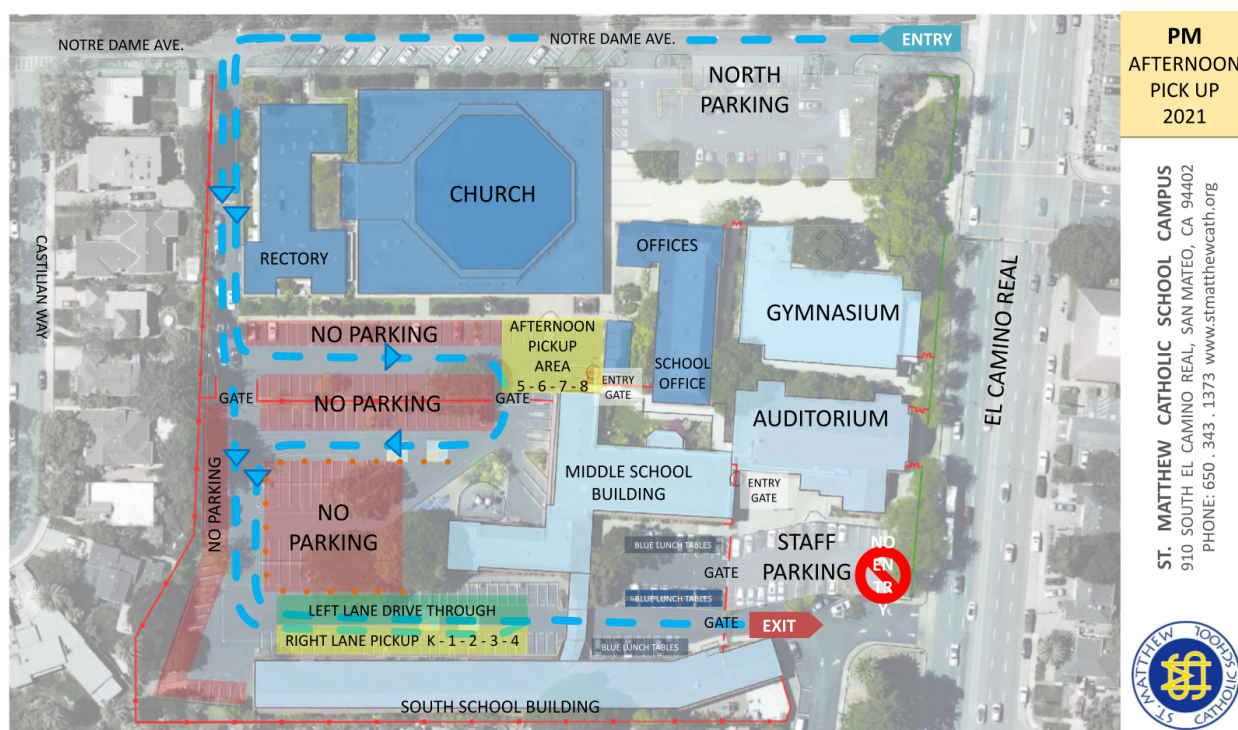 NOTRE DAME AVE.
NOTRE DAME AVE.
ENTRY
PM
AFTERNOON
PICK UP
2021
NORTH
PARKING
CHURCH
RECTORY
OFFICES
SCHOOL
OFFICE
GYMNASIUM
CASTILIAN WAY
EL CAMINO REAL
NO PARKING
AFTERNOON
PICKUP
AREA
5 - 6 - 7 - 8
ENTRY
GATE
GATE
NO PARKING
GATE
AUDITORIUM
NO PARKING
NO
PARKING
MIDDLE SCHOOL
BUILDING
ENTRY
GATE
BLUE LUNCH TABLES
STAFF
PARKING
GATE
NO
EN
TR
Y.
BLUE LUNCH TABLES
LEFT LANE DRIVE THROUGH
RIGHT LANE PICKUP K - 1 - 2 - 3 - 4
GATE
EXIT
BLUE LUNCH TABLES
SOUTH SCHOOL BUILDING
ST. MATTHEW CATHOLIC SCHOOL CAMPUS
910 SOUTH EL CAMINO REAL, SAN MATEO, CA 94402
PHONE: 650 . 343 . 1373 www.stmatthewcath.org
ST. MATTHEW
CATHOLIC SCHOOL